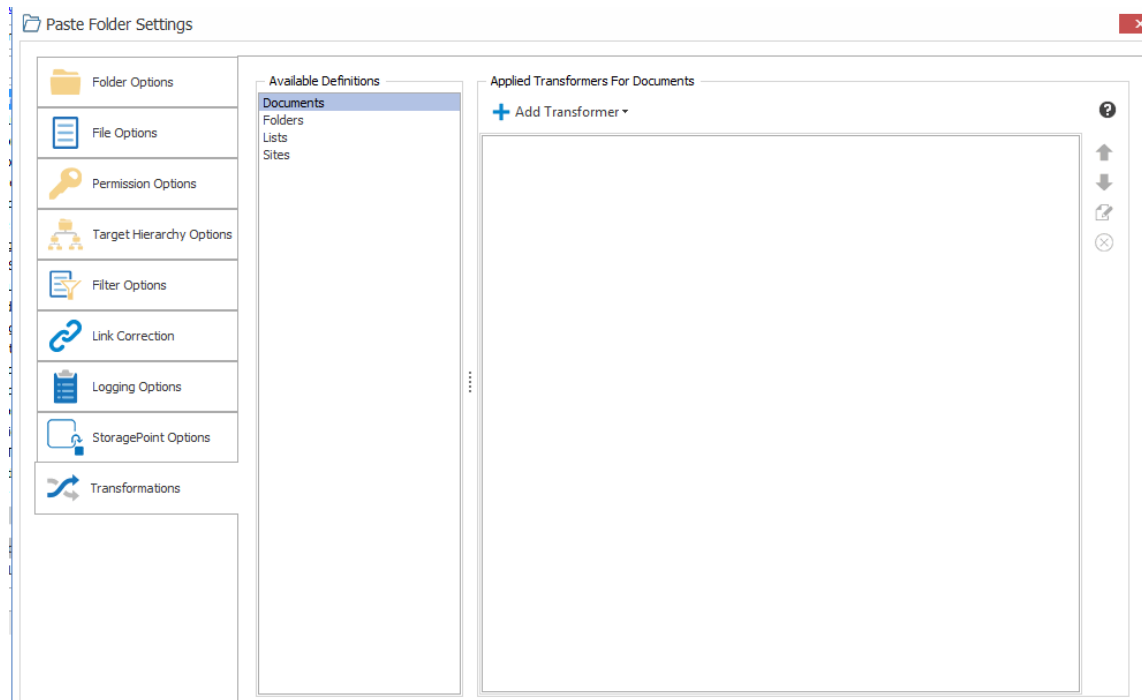 Paste Folder Settings
Folder Options
File Options
Permission Options
Target Hierarchy Options
Filter Options
Link Correction
Logging Options
StoragePoint Options
Transformations
Available Definitions
Documents
Folders
Lists
Sites
Applied Transformers For Documents
Add Transformer